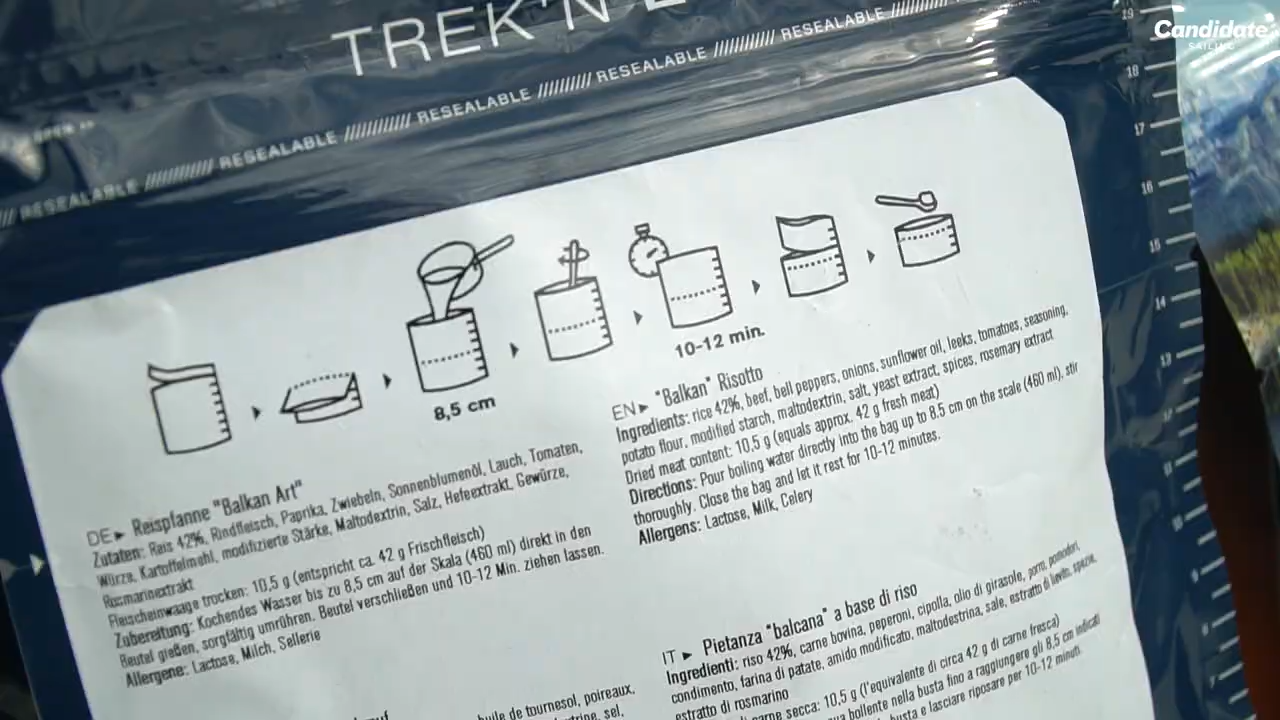 Candidate
SAILING
TREK'N
/// RESEALABLE /////////// RESEALABLE /////////// RESEALABLE /////////// RESEALABLE /////////// RESEALABLE ///////////
19
18
17
16
15
14
13
8,5 cm
10-12 min.
DE▸ Reispfanne "Balkan Art"
Zutaten: Reis 42%, Rindfleisch, Paprika, Zwiebeln, Sonnenblumenöl, Lauch, Tomaten,
Würze, Kartoffelmehl, modifizierte Stärke, Maltodextrin, Salz, Hefeextrakt, Gewürze,
Rosmarinextrakt
Fleischeinwaage trocken: 10,5 g (entspricht ca. 42 g Frischfleisch)
Zubereitung: Kochendes Wasser bis zu 8,5 cm auf der Skala (460 ml) direkt in den
Beutel gießen, sorgfältig umrühren. Beutel verschließen und 10-12 Min. ziehen lassen.
Allergene: Lactose, Milch, Sellerie
EN▸ "Balkan" Risotto
Ingredients: rice 42%, beef, bell peppers, onions, sunflower oil, leeks, tomatoes, seasoning,
potato flour, modified starch, maltodextrin, salt, yeast extract, spices, rosemary extract
Dried meat content: 10,5 g (equals approx. 42 g fresh meat)
Directions: Pour boiling water directly into the bag up to 8.5 cm on the scale (460 ml), stir
thoroughly. Close the bag and let it rest for 10-12 minutes.
Allergens: Lactose, Milk, Celery
IT ▸ Pietanza "balcana" a base di riso
Ingredienti: riso 42%, carne bovina, peperoni, cipolla, olio di girasole, porro, pomodori,
condimento, farina di patate, amido modificato, maltodestrina, sale, estratto di lievito, spezie,
estratto di rosmarino
carne secca: 10,5 g (l'equivalente di circa 42 g di carne fresca)
bollente nella busta fino a raggiungere gli 8,5 cm indicati
busta e lasciare riposare per 10-12 minuti.
huile de tournesol, poireaux,
sel,